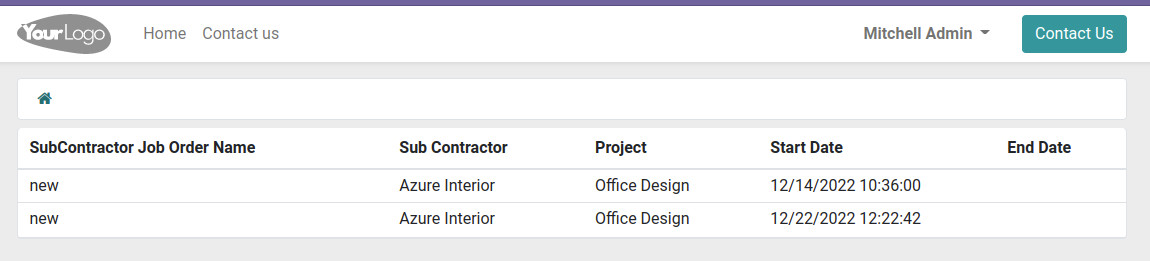 YourLogo Home Contact us Mitchell Admin Contact Us
SubContractor Job Order Name Sub Contractor Project Start Date End Date
new Azure Interior Office Design 12/14/2022 10:36:00
new Azure Interior Office Design 12/22/2022 12:22:42